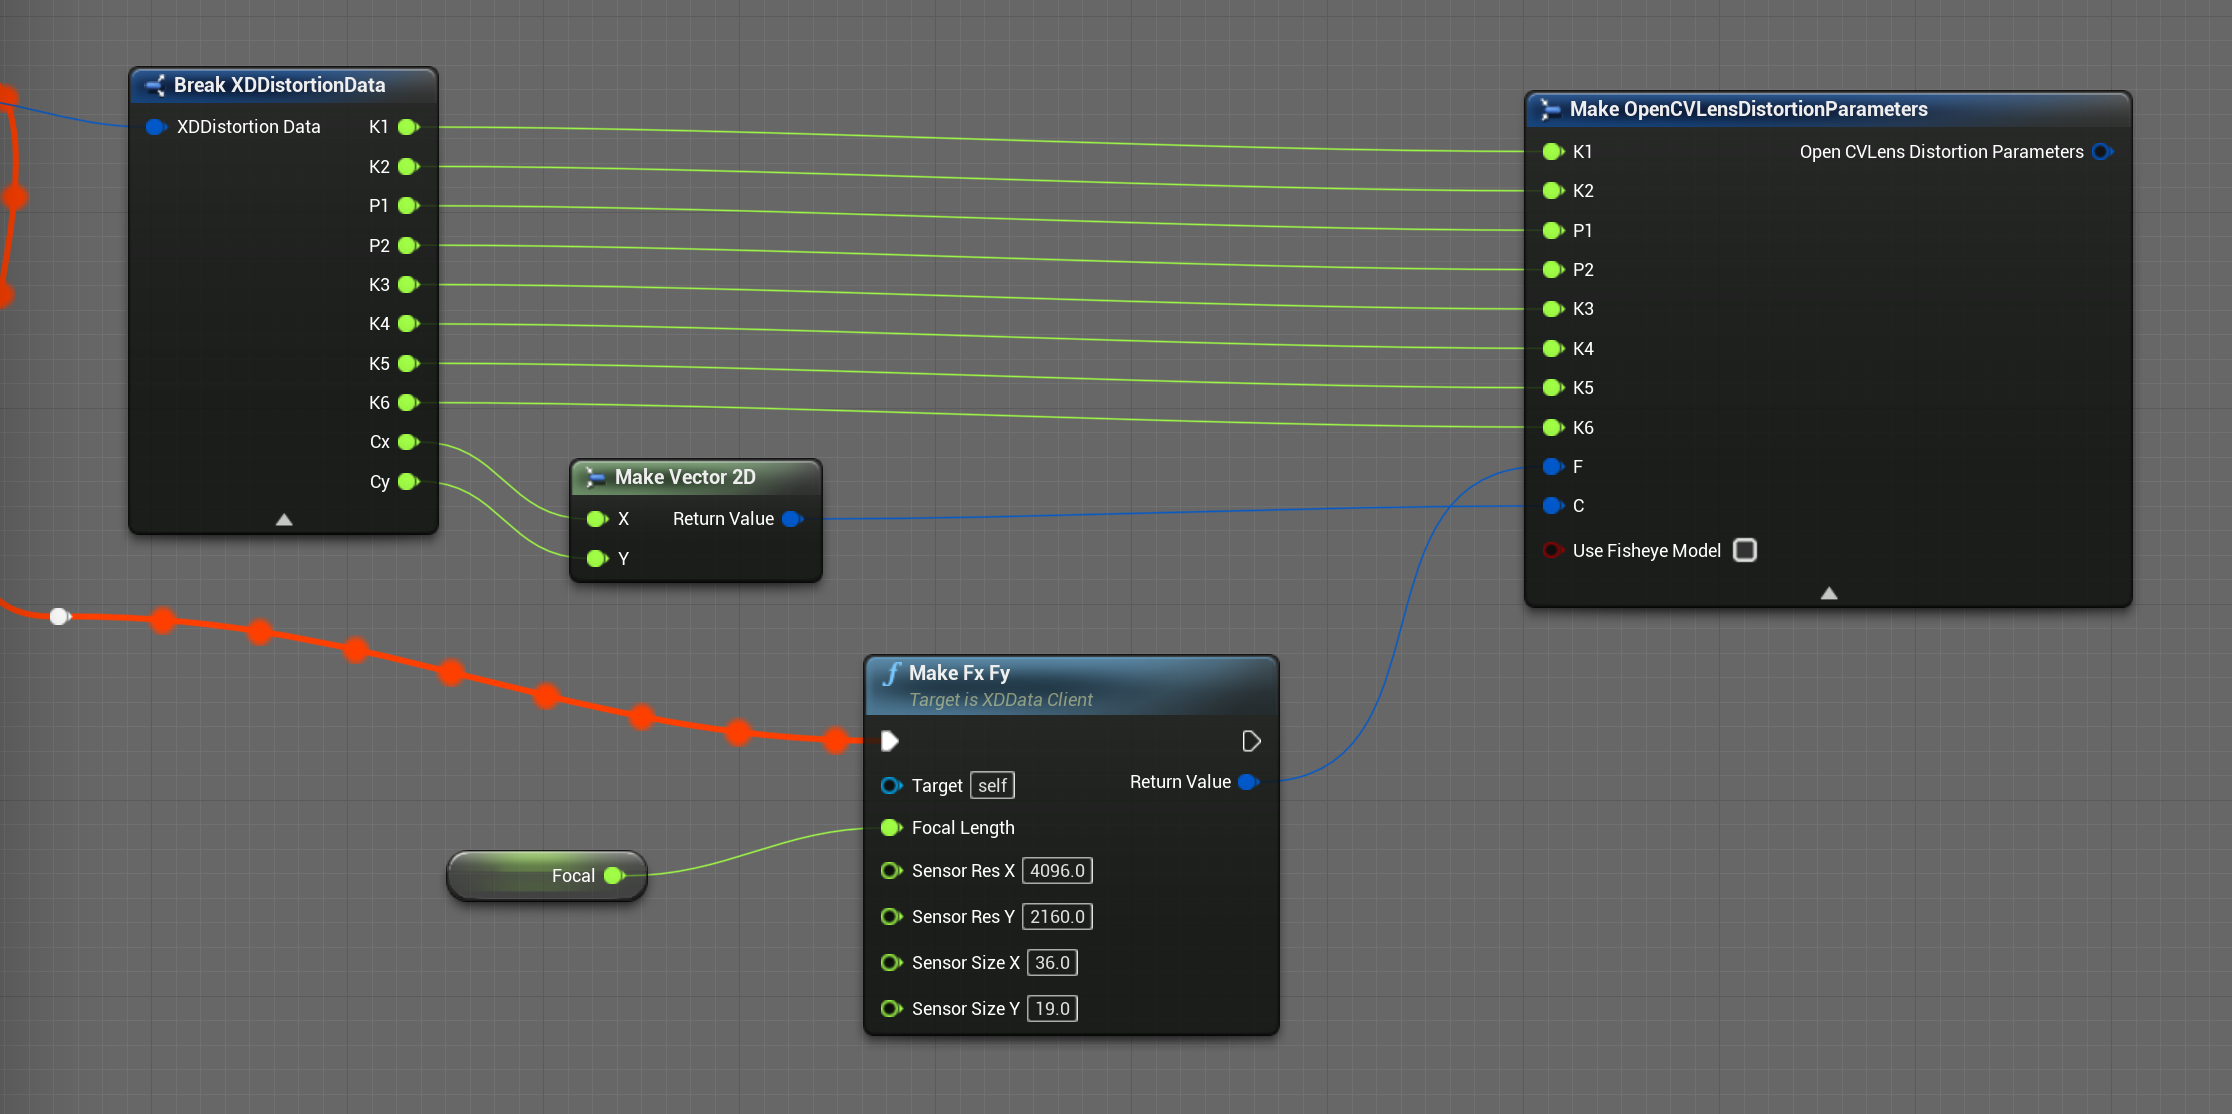 Break XDDistortionData
XDDistortion Data
K1
K2
P1
P2
K3
K4
K5
K6
Cx
Cy
Make Vector 2D
X
Return Value
Y
Make Fx Fy
Target is XDData Client
Target self
Return Value
Focal Length
Sensor Res X 4096.0
Sensor Res Y 2160.0
Sensor Size X 36.0
Sensor Size Y 19.0
Focal
Make OpenCVLensDistortionParameters
K1
Open CVLens Distortion Parameters
K2
P1
P2
K3
K4
K5
K6
F
C
Use Fisheye Model